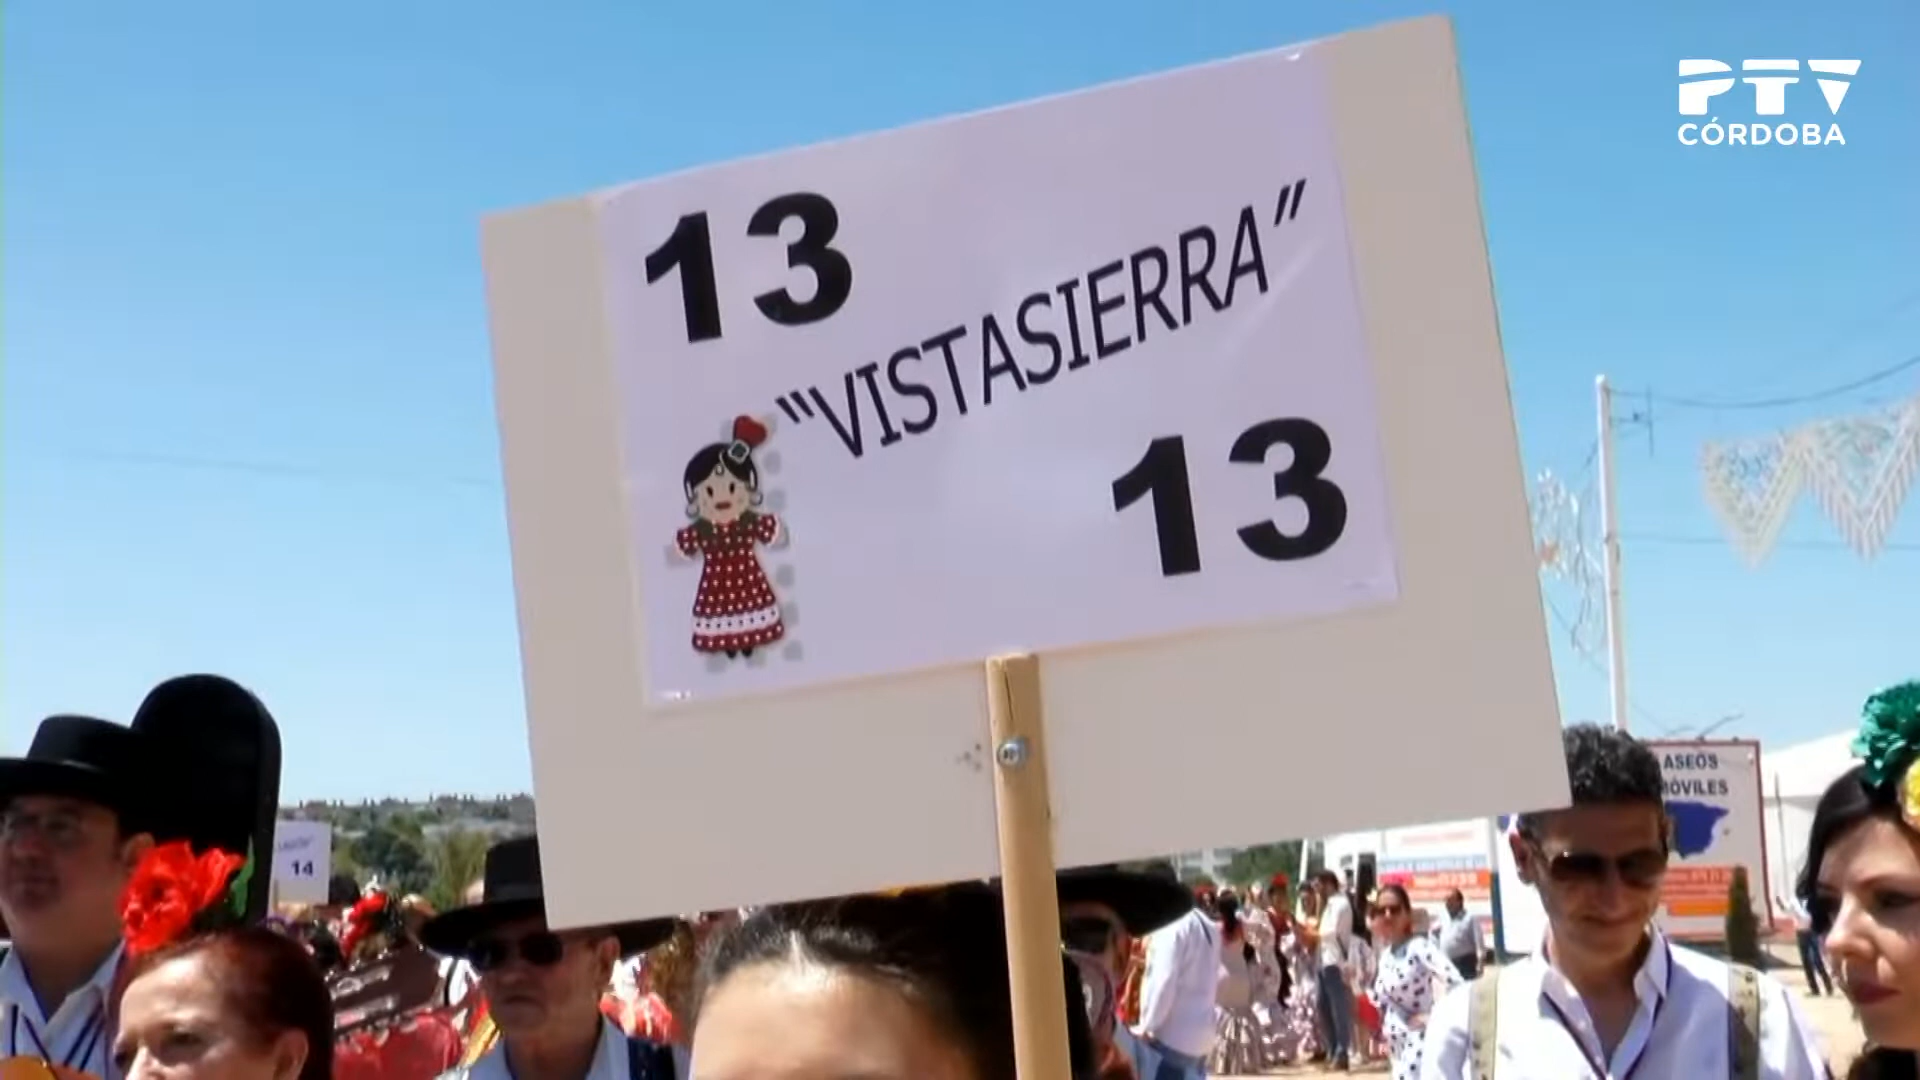 PTV
CÓRDOBA
13
“VISTASIERRA”
13
14
ASEOS
MÓVILES